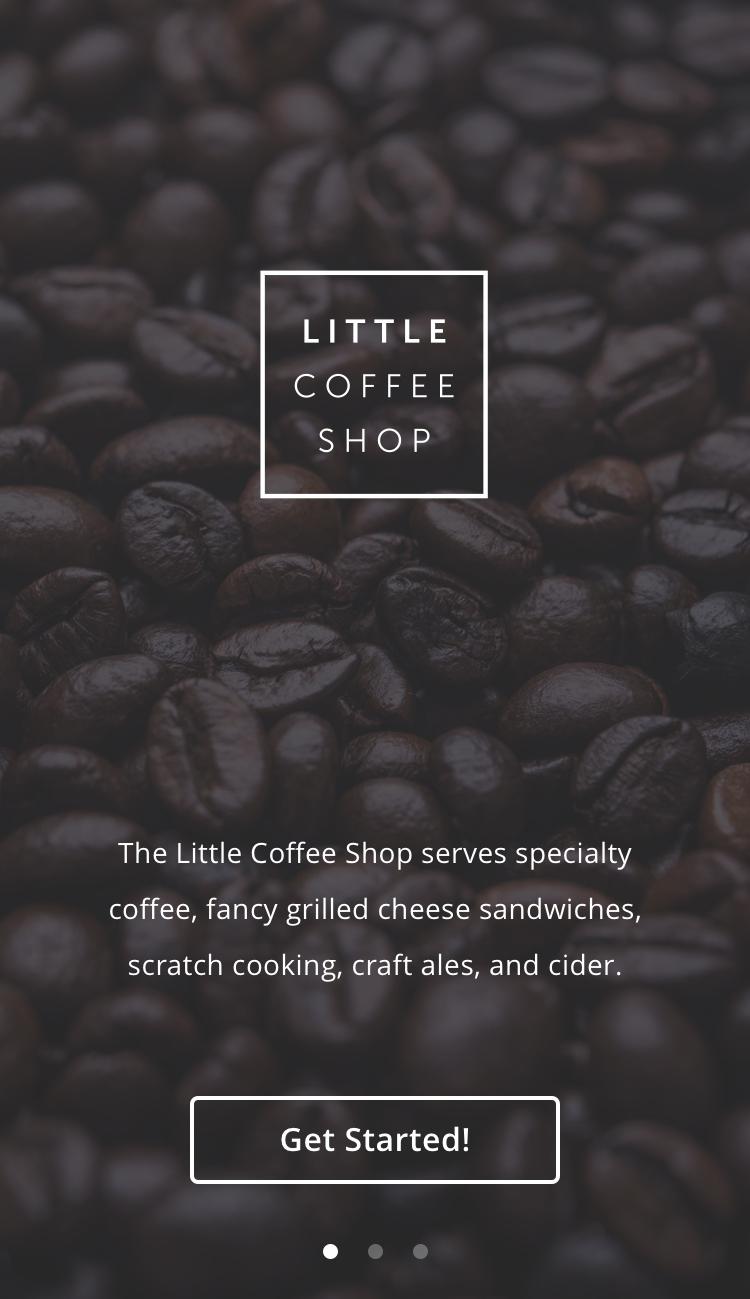 LITTLE
COFFEE
SHOP
The Little Coffee Shop serves specialty
coffee, fancy grilled cheese sandwiches,
scratch cooking, craft ales, and cider.
Get Started!